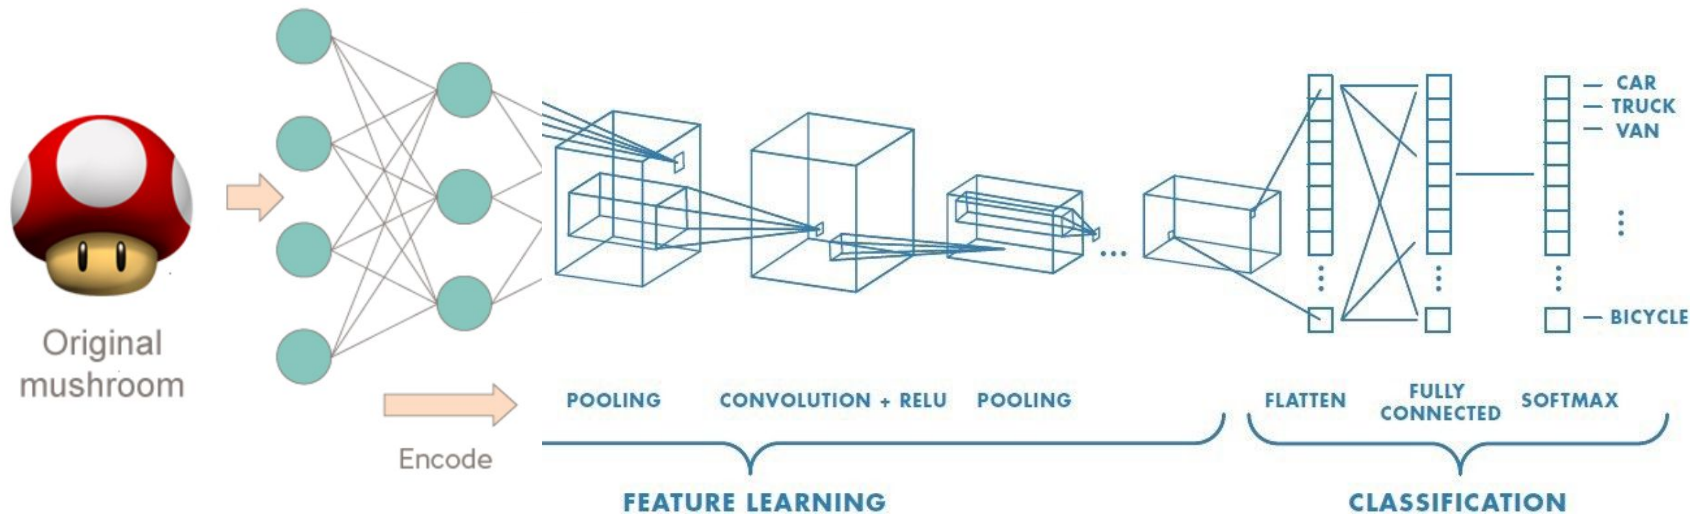 Original
mushroom
Encode
POOLING
CONVOLUTION + RELU
POOLING
FEATURE LEARNING
FLATTEN
FULLY
CONNECTED
SOFTMAX
CLASSIFICATION
CAR
TRUCK
VAN
BICYCLE